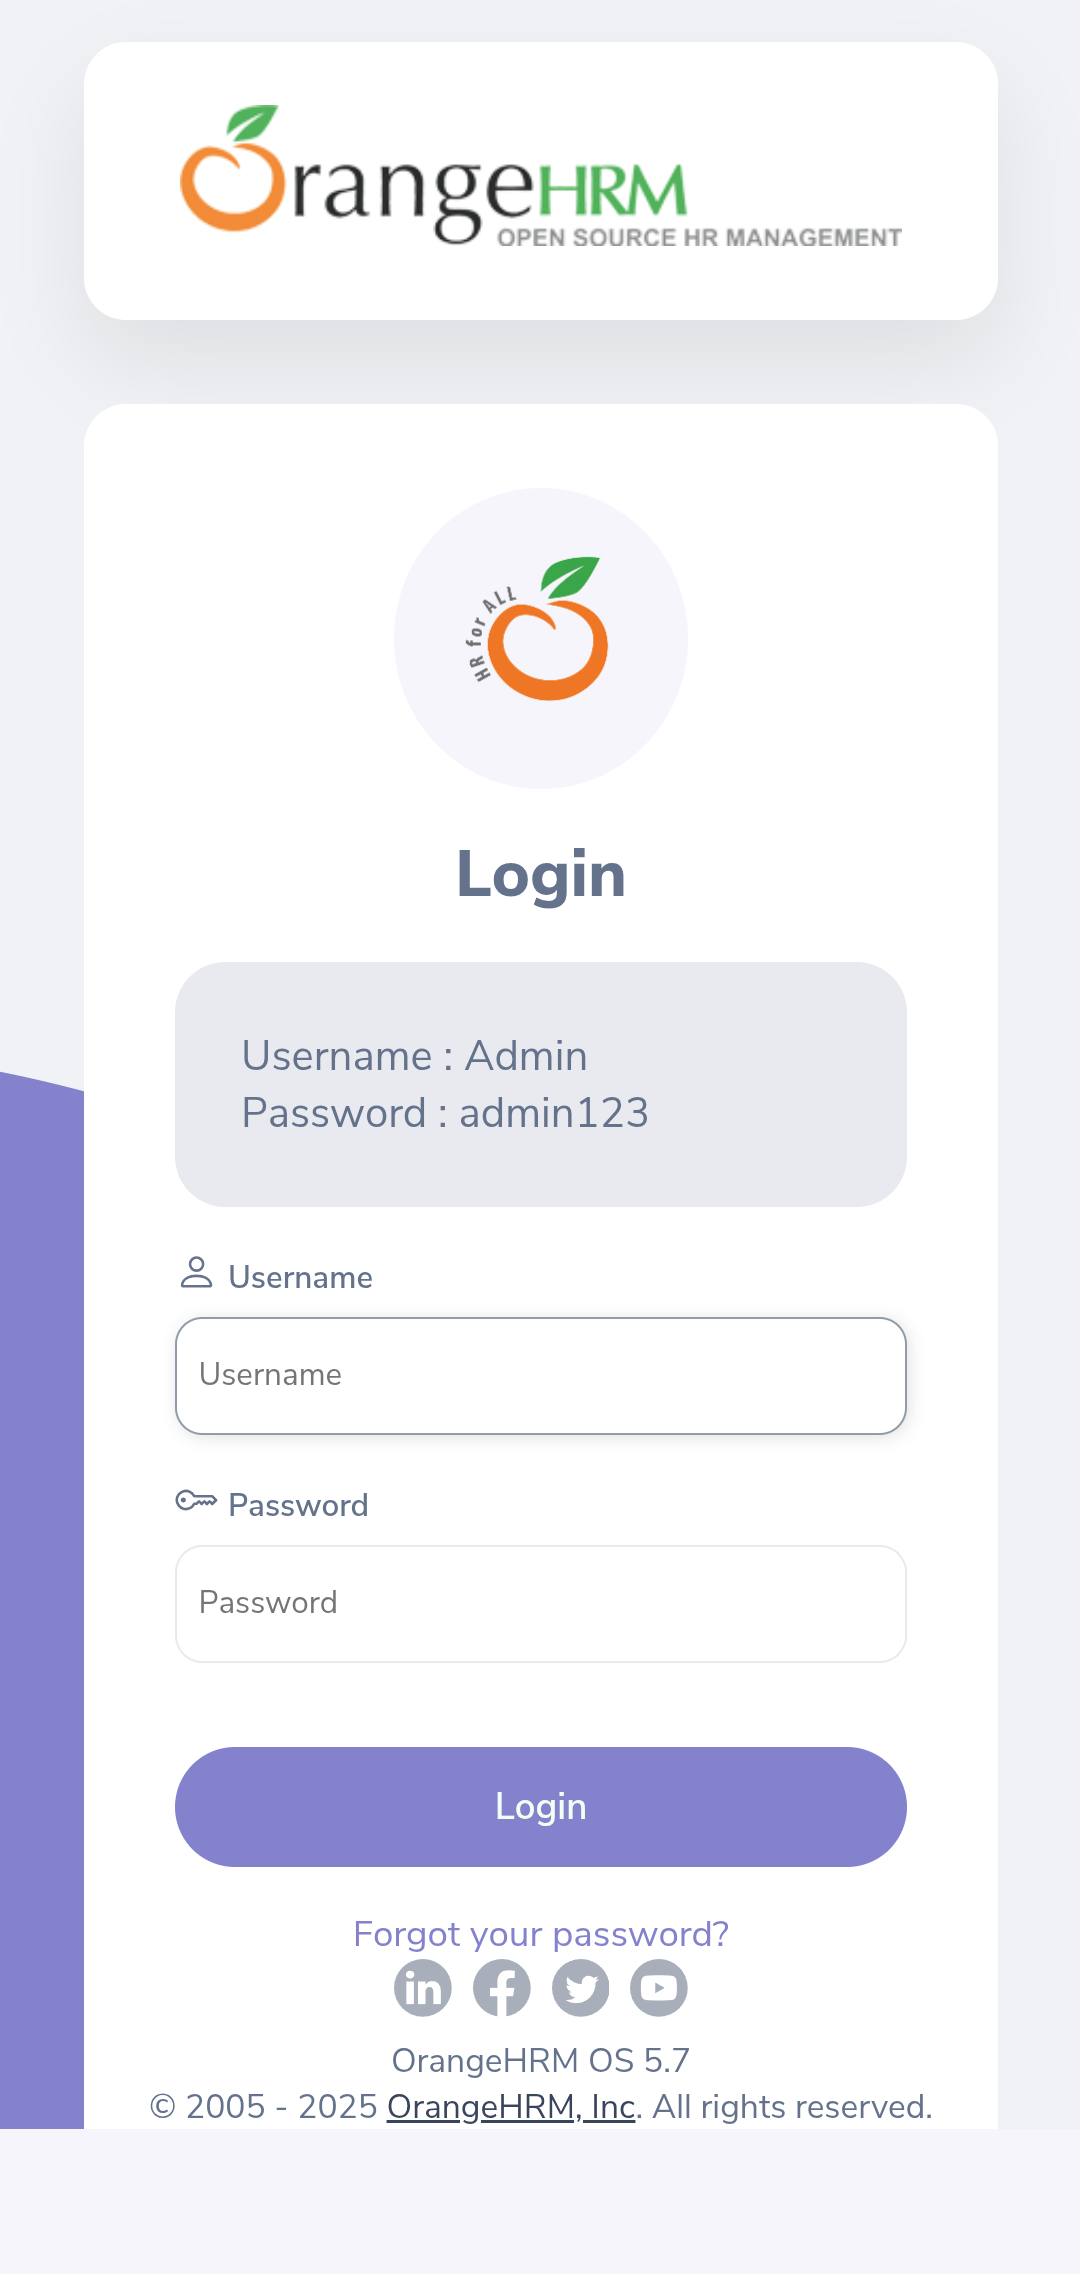 OrangeHRM
OPEN SOURCE HR MANAGEMENT
HR for ALL
Login
Username : Admin
Password : admin123
Username
Username
Password
Password
Login
Forgot your password?
OrangeHRM OS 5.7
© 2005 - 2025 OrangeHRM, Inc. All rights reserved.